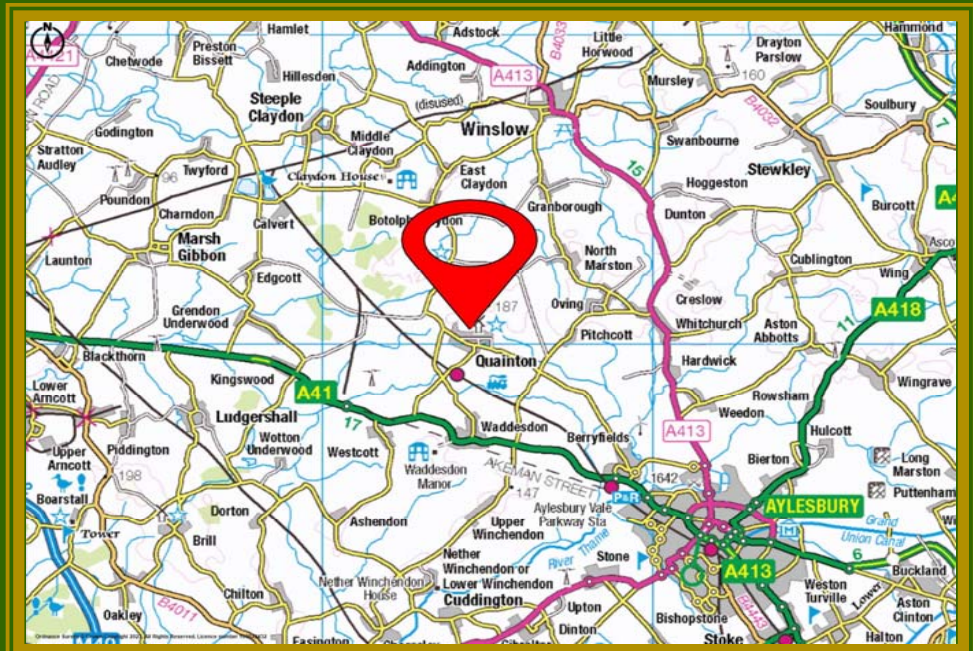 N
Hamlet
Adstock
B4033
Little
Horwood
Drayton
Parslow
Hammond
Chetwode
Preston
Bissett
Addington
A413
Mursley
160
Hillesden
Steeple
Claydon
(disused)
Winslow
B4032
Soulbury
7
Godington
Stratton
Audley
96
Twyford
Middle
Claydon
Claydon House
Swanbourne
15
Stewkley
Poundon
Charndon
Calvert
East
Claydon
Granborough
Hoggeston
Burcott
Dunton
Marsh
Gibbon
Launton
Edgcott
North
Marston
Cublington
Wing
Creslow
A418
11
Grendon
Underwood
187
Oving
Pitchcott
Whitchurch
Aston
Abbotts
Blackthorn
Kingswood
Quainton
Hardwick
Wingrave
Lower
Arncott
A41
17
Ludgershall
Waddesdon
Weedon
Rowsham
Hulcott
A413
Berryfields
Upper
Arncott
Piddington
198
Wotton
Underwood
Westcott
Waddesdon
Manor
AKEMAN STREET
147
1642
Bierton
Long
Marston
Puttenham
Boarstall
Tower
Dorton
Brill
Ashendon
Upper
Winchendon
P&R
Aylesbury Vale
Parkway Sta
AYLESBURY
Grand
Union Canal
River Thame
Stone
6
Buckland
Nether Winchendon
House
Nether
Winchendon or
Lower Winchendon
Cuddington
A413
Weston
Turville
Lower
Aston
Clinton
Oakley
B4011
Chilton
Upton
Dinton
Bishopstone
B4443
Stoke
Halton